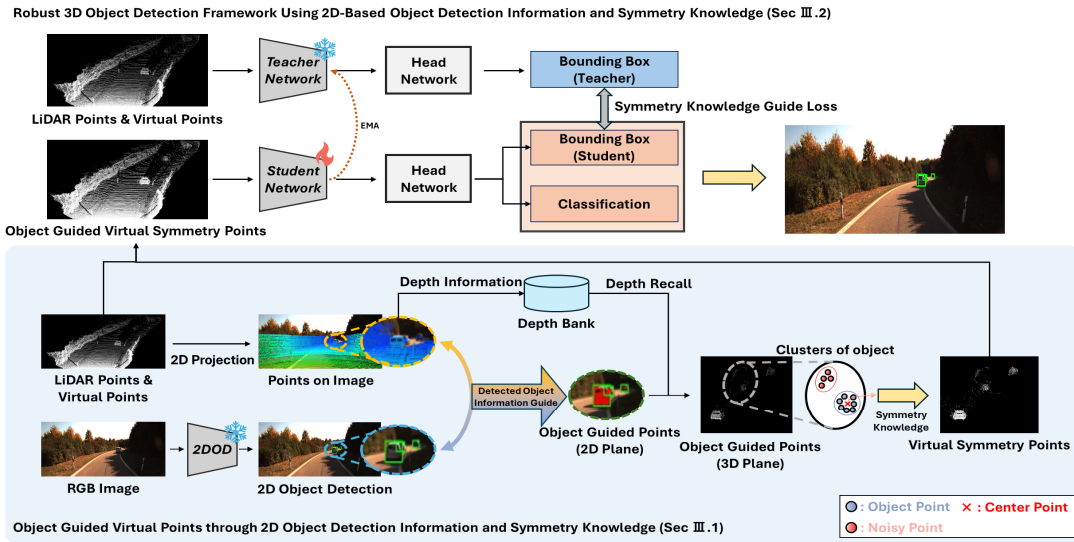 Robust 3D Object Detection Framework Using 2D-Based Object Detection Information and Symmetry Knowledge (Sec Ⅲ.2)
Teacher
Network
Head
Network
Bounding Box
(Teacher)
LiDAR Points & Virtual Points
EMA
Symmetry Knowledge Guide Loss
Student
Network
Head
Network
Bounding Box
(Student)
Classification
Object Guided Virtual Symmetry Points
Depth Information
Depth Recall
Depth Bank
2D Projection
LiDAR Points &
Virtual Points
Points on Image
Detected Object
Information Guide
Clusters of object
Object Guided Points
(2D Plane)
Object Guided Points
(3D Plane)
Symmetry
Knowledge
Virtual Symmetry Points
2DOD
RGB Image
2D Object Detection
: Object Point
× : Center Point
: Noisy Point
Object Guided Virtual Points through 2D Object Detection Information and Symmetry Knowledge (Sec Ⅲ.1)